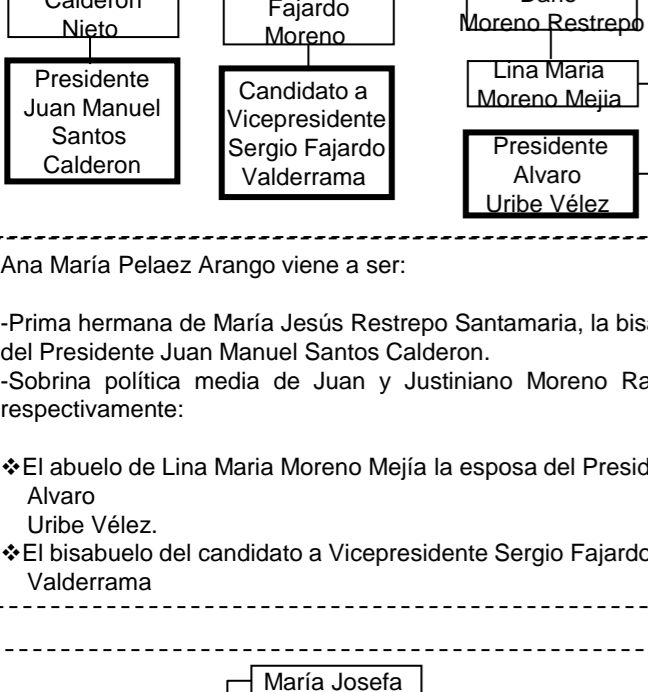 Calderon
Nieto
Presidente
Juan Manuel
Santos
Calderon
Fajardo
Moreno
Candidato a
Vicepresidente
Sergio Fajardo
Valderrama
Dario
Moreno Restrepo
Lina Maria
Moreno Mejia
Presidente
Alvaro
Uribe Vélez
Ana María Pelaez Arango viene a ser:
-Prima hermana de María Jesús Restrepo Santamaria, la
del Presidente Juan Manuel Santos Calderon.
-Sobrina política media de Juan y Justiniano Moreno
respectivamente:
❖El abuelo de Lina Maria Moreno Mejía la esposa del
Alvaro
Uribe Vélez.
❖El bisabuelo del candidato a Vicepresidente Sergio Fajardo
Valderrama
María Josefa